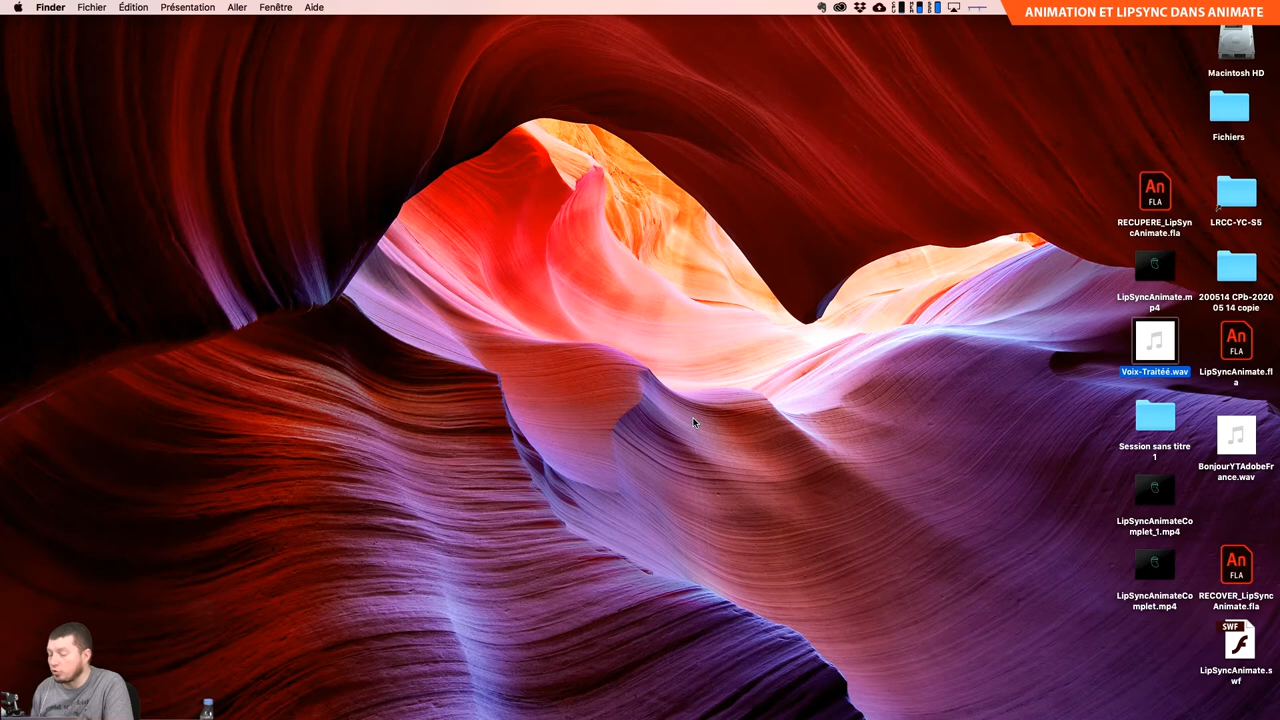 Finder Fichier Édition Présentation Aller Fenêtre Aide
ANIMATION ET LIPSYNC DANS ANIMATE
Macintosh HD
Fichiers
An
FLA
RECUPERE_LipSyn
cAnimate.fla
LRCC-YC-S5
LipSyncAnimate.m
p4
200514 CPb-2020
05 14 copie
Voix-Traitéé.wav
An
FLA
LipSyncAnimate.fl
a
Session sans titre
1
BonjourYTAdobeFr
ance.wav
LipSyncAnimateCo
mplet_1.mp4
LipSyncAnimateCo
mplet.mp4
An
FLA
RECOVER_LipSync
Animate.fla
SWF
LipSyncAnimate.s
wf